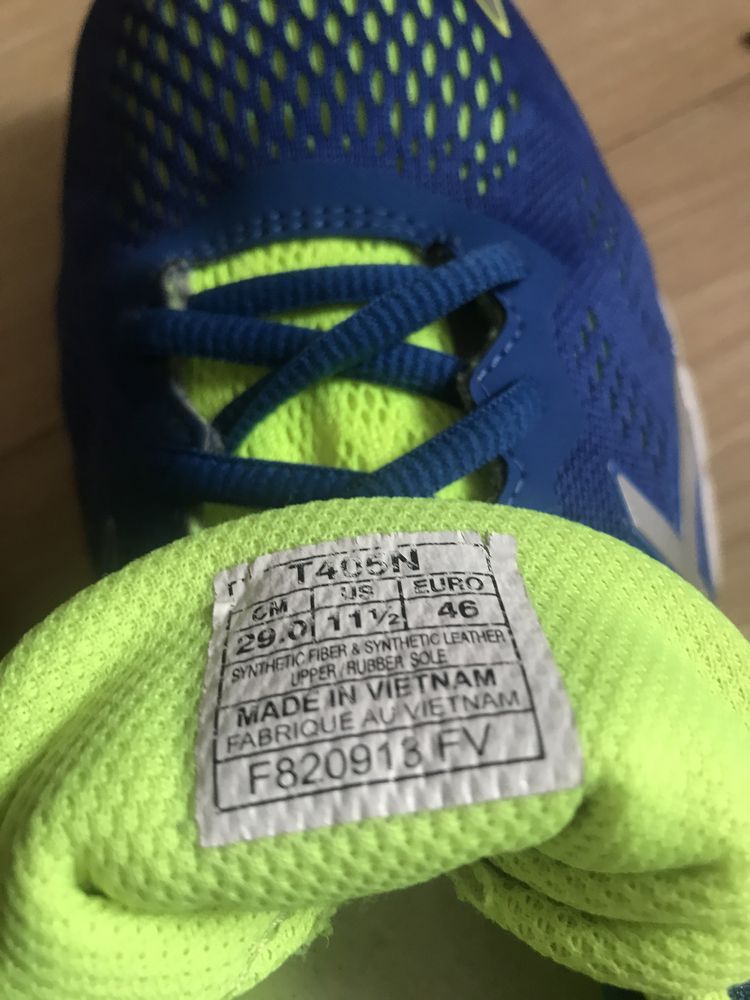 T405N
CM US EURO
29.0 11½ 46
SYNTHETIC FIBER & SYNTHETIC LEATHER
UPPER/RUBBER SOLE
MADE IN VIETNAM
FABRIQUE AU VIETNAM
F820913 FV